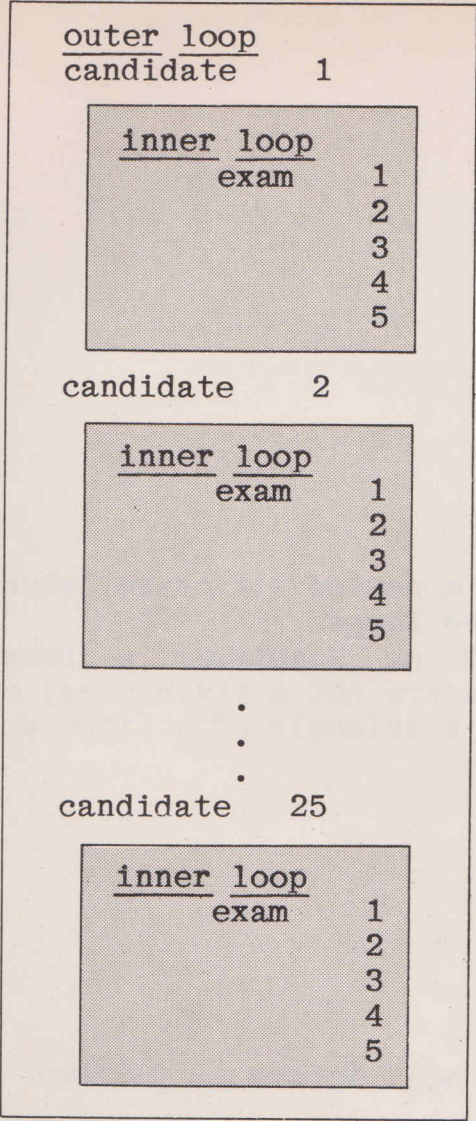 outer loop
candidate 1
inner loop
exam 1
2
3
4
5
candidate 2
inner loop
exam 1
2
3
4
5
candidate 25
inner loop
exam 1
2
3
4
5